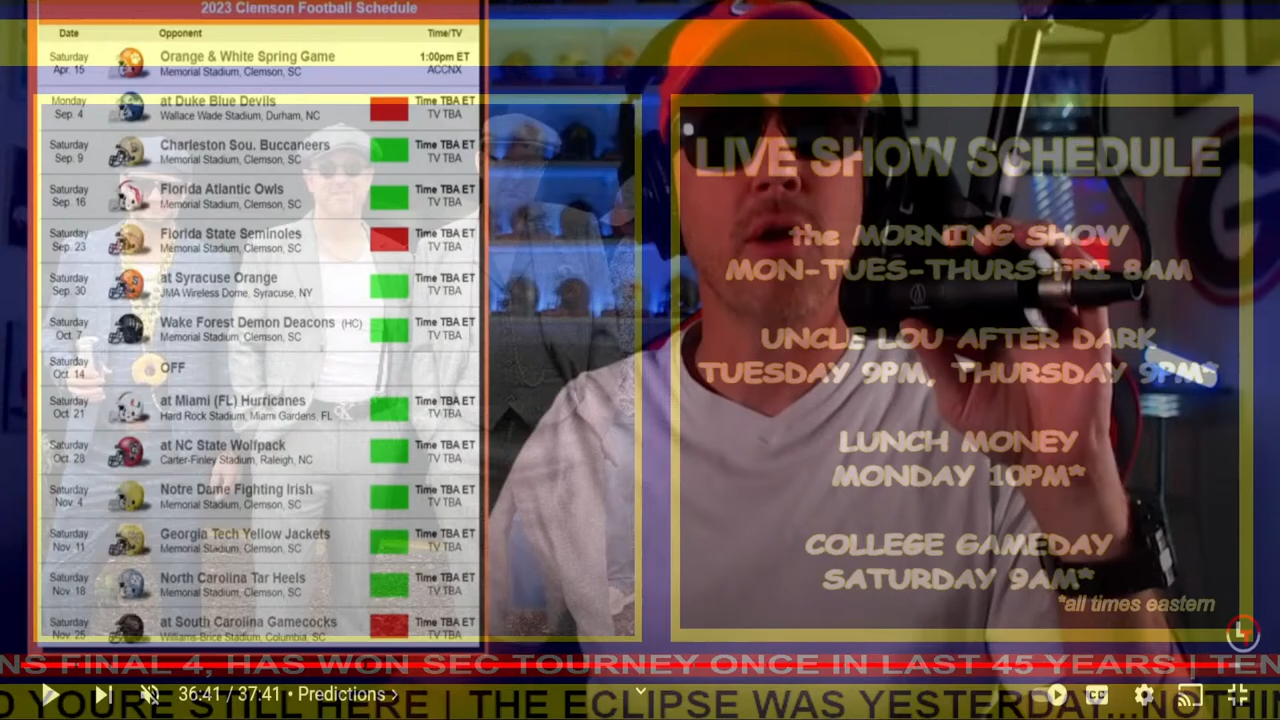 2023 Clemson Football Schedule
Date Opponent Time/TV
Saturday Orange & White Spring Game 1:00pm ET
Apr. 15 Memorial Stadium, Clemson, SC ACCNX
Monday at Duke Blue Devils Time TBA ET
Sep. 4 Wallace Wade Stadium, Durham, NC TV TBA
Saturday Charleston Sou. Buccaneers Time TBA ET
Sep. 9 Memorial Stadium, Clemson, SC TV TBA
Saturday Florida Atlantic Owls Time TBA ET
Sep. 16 Memorial Stadium, Clemson, SC TV TBA
Saturday Florida State Seminoles Time TBA ET
Sep. 23 Memorial Stadium, Clemson, SC TV TBA
Saturday at Syracuse Orange Time TBA ET
Sep. 30 JMA Wireless Dome, Syracuse, NY TV TBA
Saturday Wake Forest Demon Deacons (HC) Time TBA ET
Oct. 7 Memorial Stadium, Clemson, SC TV TBA
Saturday OFF
Oct. 14
Saturday at Miami (FL) Hurricanes Time TBA ET
Oct 21 Hard Rock Stadium, Miami Gardens, FL TV TBA
Saturday at NC State Wolfpack Time TBA ET
Oct. 28 Carter-Finley Stadium, Raleigh, NC TV TBA
Saturday Notre Dame Fighting Irish Time TBA ET
Nov. 4 Memorial Stadium, Clemson, SC TV TBA
Saturday Georgia Tech Yellow Jackets Time TBA ET
Nov. 11 Memorial Stadium, Clemson, SC TV TBA
Saturday North Carolina Tar Heels Time TBA ET
Nov. 18 Memorial Stadium, Clemson, SC TV TBA
Saturday at South Carolina Gamecocks Time TBA ET
Nov. 25 Williams-Brice Stadium, Columbia, SC TV TBA
LIVE SHOW SCHEDULE
the MORNING SHOW
MON-TUES-THURS-FRI 8AM
UNCLE LOU AFTER DARK
TUESDAY 9PM, THURSDAY 9PM*
LUNCH MONEY
MONDAY 10PM*
COLLEGE GAMEDAY
SATURDAY 9AM*
*all times eastern
LT
NS FINAL 4, HAS WON SEC TOURNEY ONCE IN LAST 45 YEARS | TEN
36:41 / 37:41 • Predictions >
CC
D YOURE STILL HERE | THE ECLIPSE WAS YESTERDAY...NOTHIN